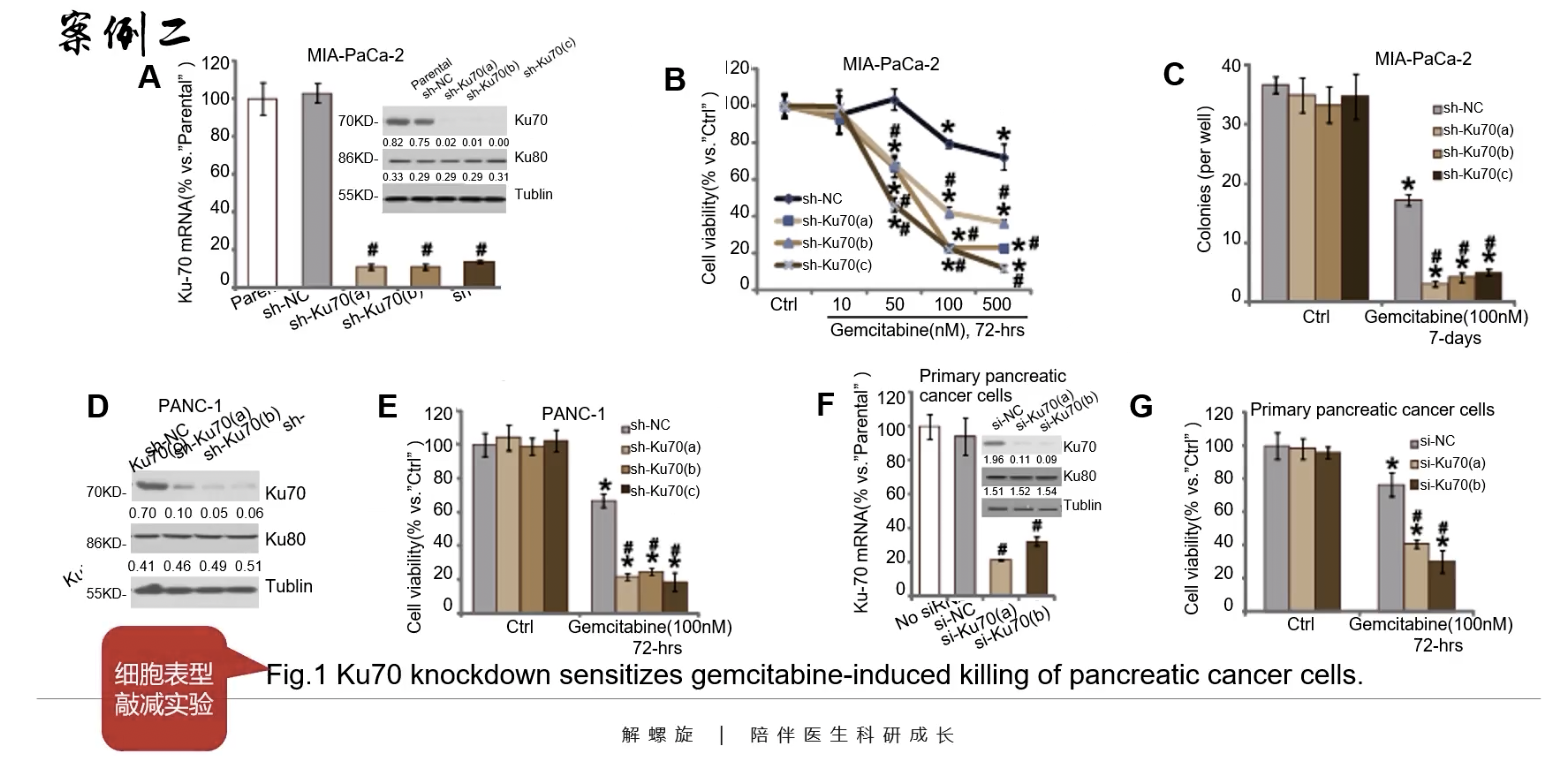 案例二
A
MIA-PaCa-2
Ku-70 mRNA(% vs."Parental")
120
100
80
60
40
20
0
Parental
sh-NC
sh-Ku70(a)
sh-Ku70(b)
sh-Ku70(c)
70KD-
Ku70
0.82 0.75 0.02 0.01 0.00
86KD-
Ku80
0.33 0.29 0.29 0.29 0.31
55KD-
Tublin
# # #
sh-NC
sh-Ku70(a)
sh-Ku70(b)
sh
B
MIA-PaCa-2
Cell viability(% vs."Ctrl")
120
100
80
60
40
20
0
sh-NC
sh-Ku70(a)
sh-Ku70(b)
sh-Ku70(c)
Ctrl 10 50 100 500
Gemcitabine(nM), 72-hrs
C
MIA-PaCa-2
Colonies (per well)
40
30
20
10
0
sh-NC
sh-Ku70(a)
sh-Ku70(b)
sh-Ku70(c)
Ctrl Gemcitabine(100nM)
7-days
D
PANC-1
sh-NC
sh-Ku70(a)
sh-Ku70(b)
sh-
70KD-
Ku70
0.70 0.10 0.05 0.06
86KD-
Ku80
0.41 0.46 0.49 0.51
55KD-
Tublin
E
PANC-1
Cell viability(% vs."Ctrl")
120
100
80
60
40
20
0
sh-NC
sh-Ku70(a)
sh-Ku70(b)
sh-Ku70(c)
Ctrl Gemcitabine(100nM)
72-hrs
F
Primary pancreatic
cancer cells
Ku-70 mRNA(% vs."Parental")
120
100
80
60
40
20
0
si-NC
si-Ku70(a)
si-Ku70(b)
Ku70
1.96 0.11 0.09
Ku80
1.51 1.52 1.54
Tublin
No siRN
si-NC
si-Ku70(a)
si-Ku70(b)
G
Primary pancreatic cancer cells
Cell viability(% vs."Ctrl")
120
100
80
60
40
20
0
si-NC
si-Ku70(a)
si-Ku70(b)
Ctrl Gemcitabine(100nM)
72-hrs
细胞表型
敲减实验
Fig.1 Ku70 knockdown sensitizes gemcitabine-induced killing of pancreatic cancer cells.
解螺旋 | 陪伴医生科研成长